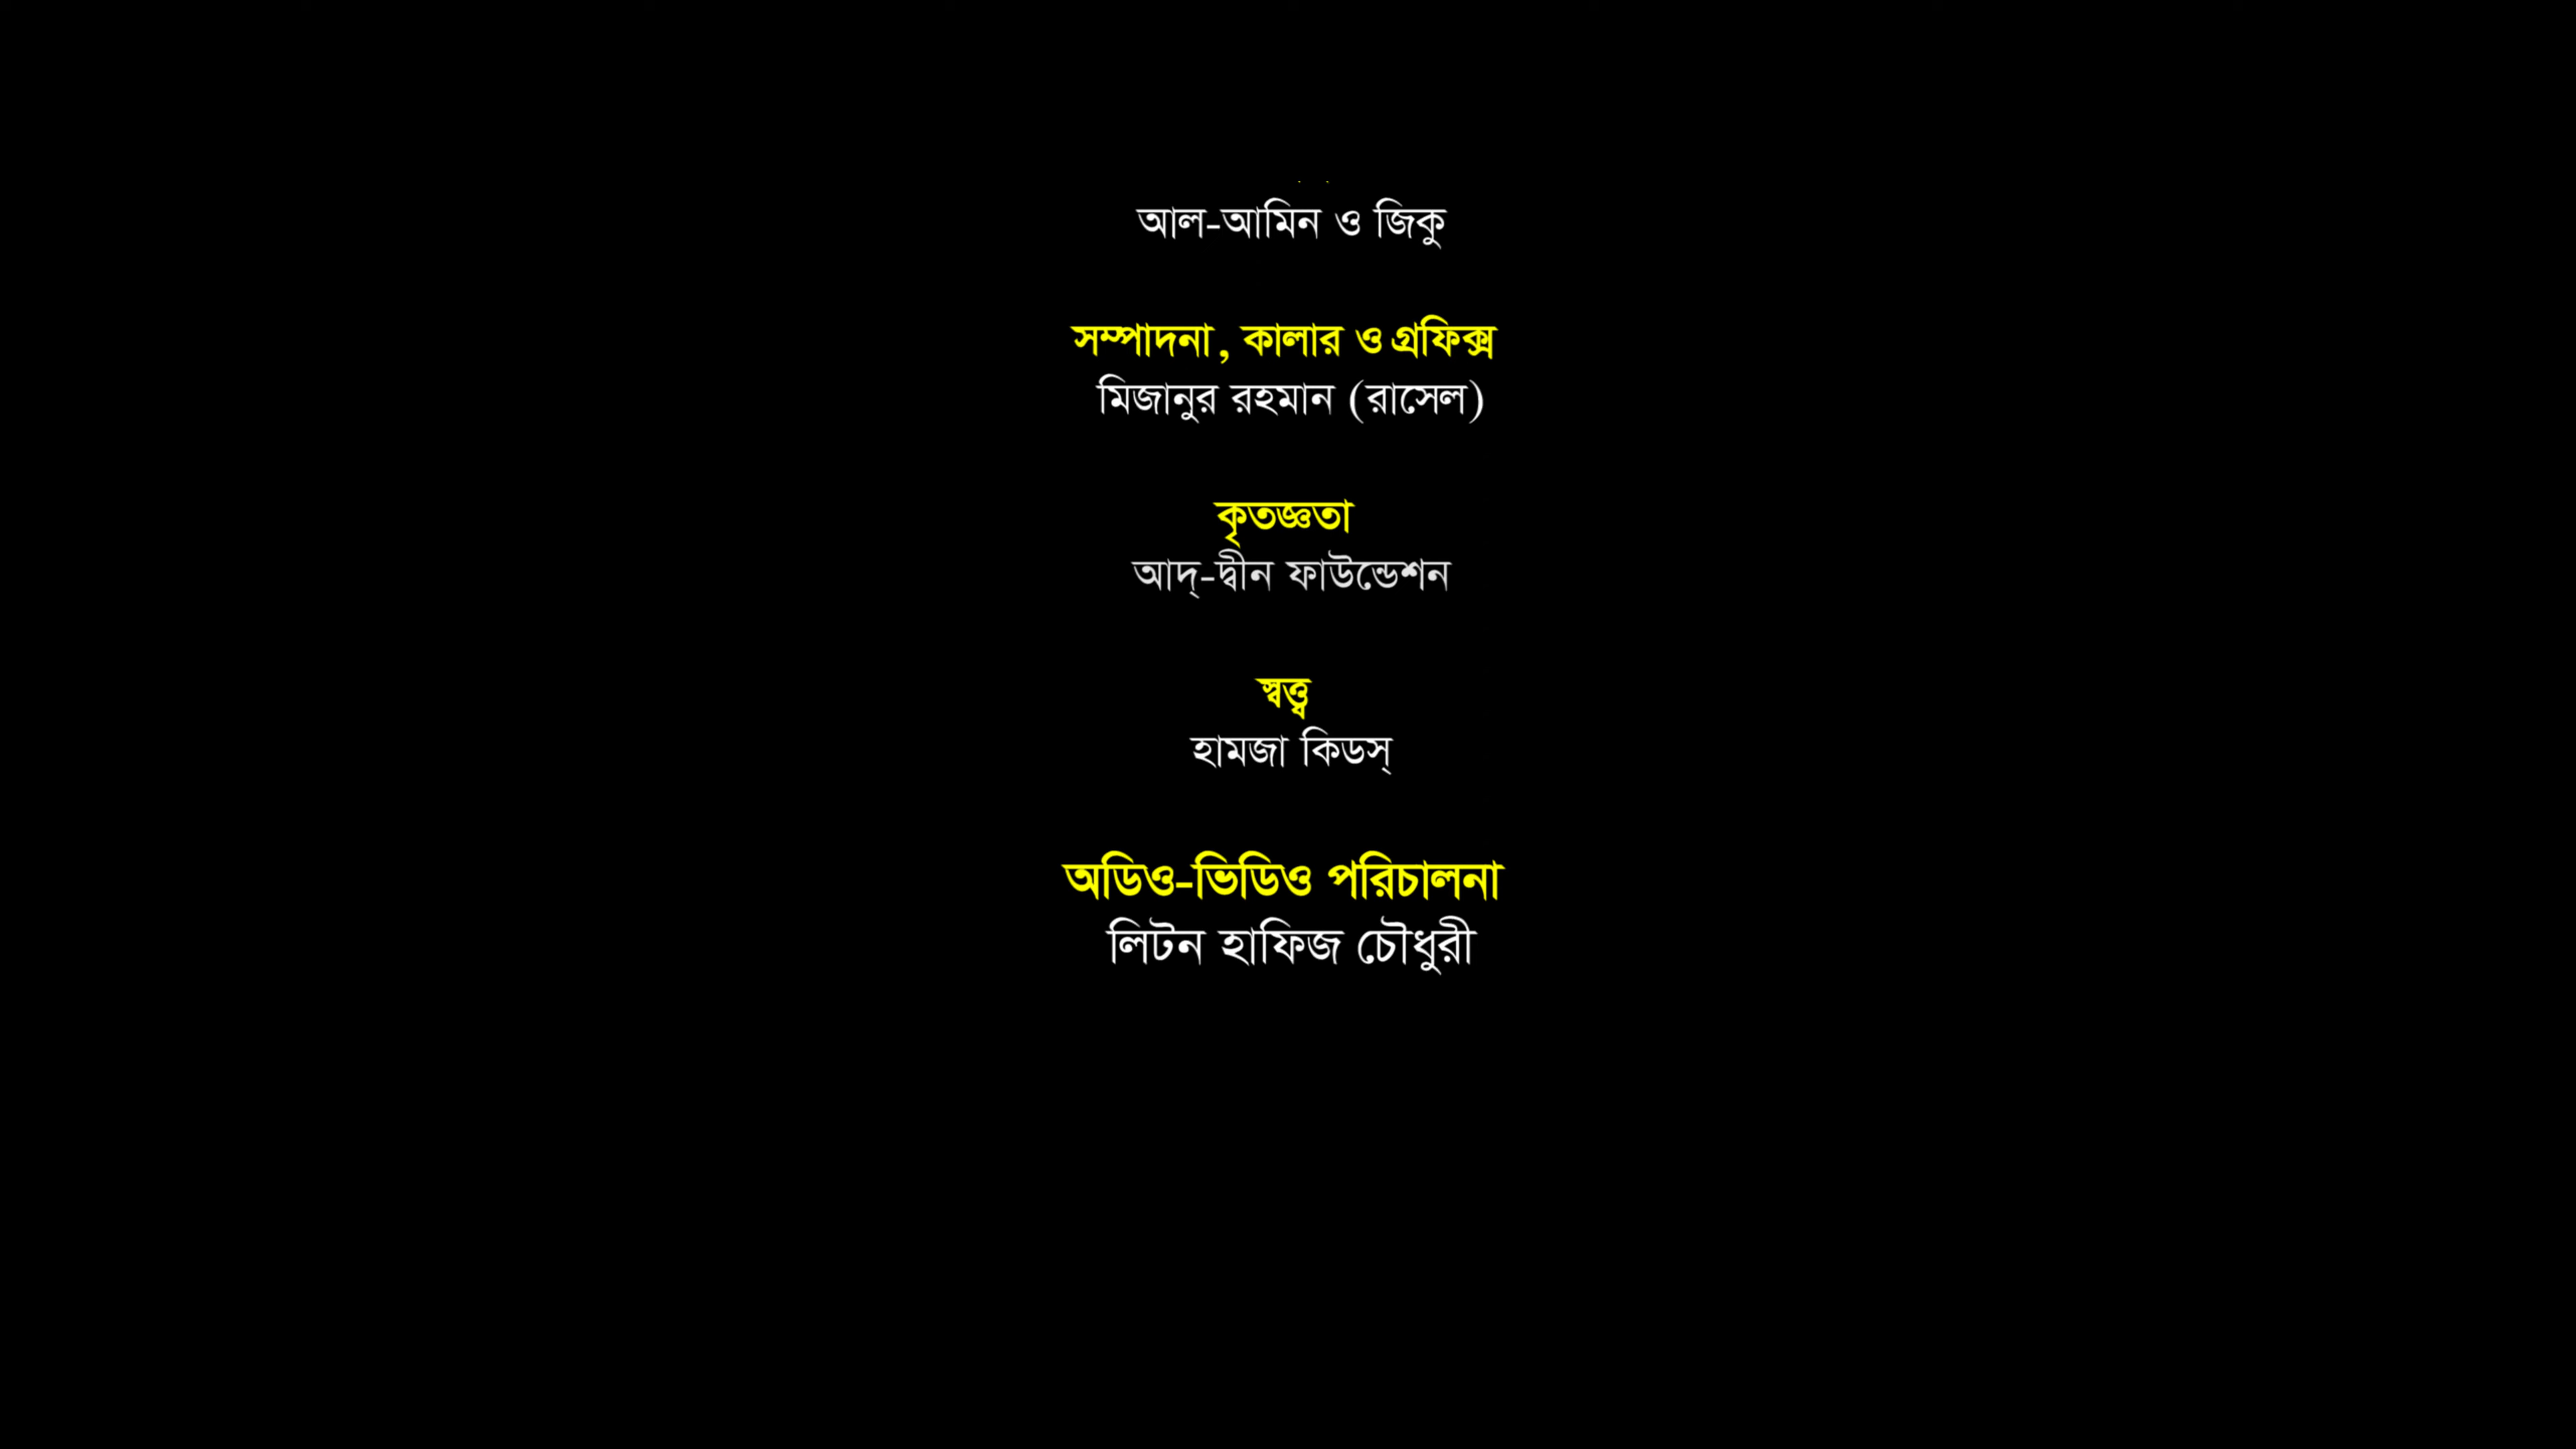 আল-আমিন ও জিকু
সম্পাদনা, কালার ও গ্রফিক্স
মিজানুর রহমান (রাসেল)
কৃতজ্ঞতা
আদ্-দ্বীন ফাউন্ডেশন
স্বত্ত্ব
হামজা কিডস্
অডিও-ভিডিও পরিচালনা
লিটন হাফিজ চৌধুরী